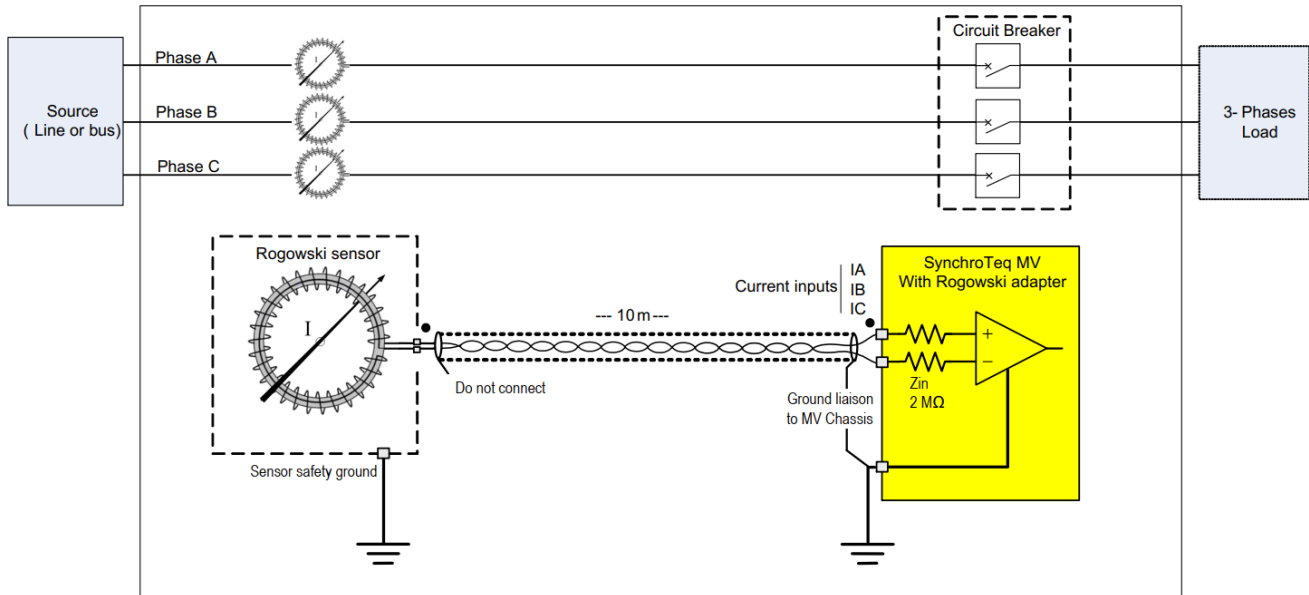 Circuit Breaker
Phase A
Source
( Line or bus)
Phase B
Phase C
3- Phases
Load
I
I
I
Rogowski sensor
I
Current inputs
IA
IB
IC
SynchroTeq MV
With Rogowski adapter
--- 10 m ---
+
−
Do not connect
Zin
2 MΩ
Ground liaison
to MV Chassis
Sensor safety ground